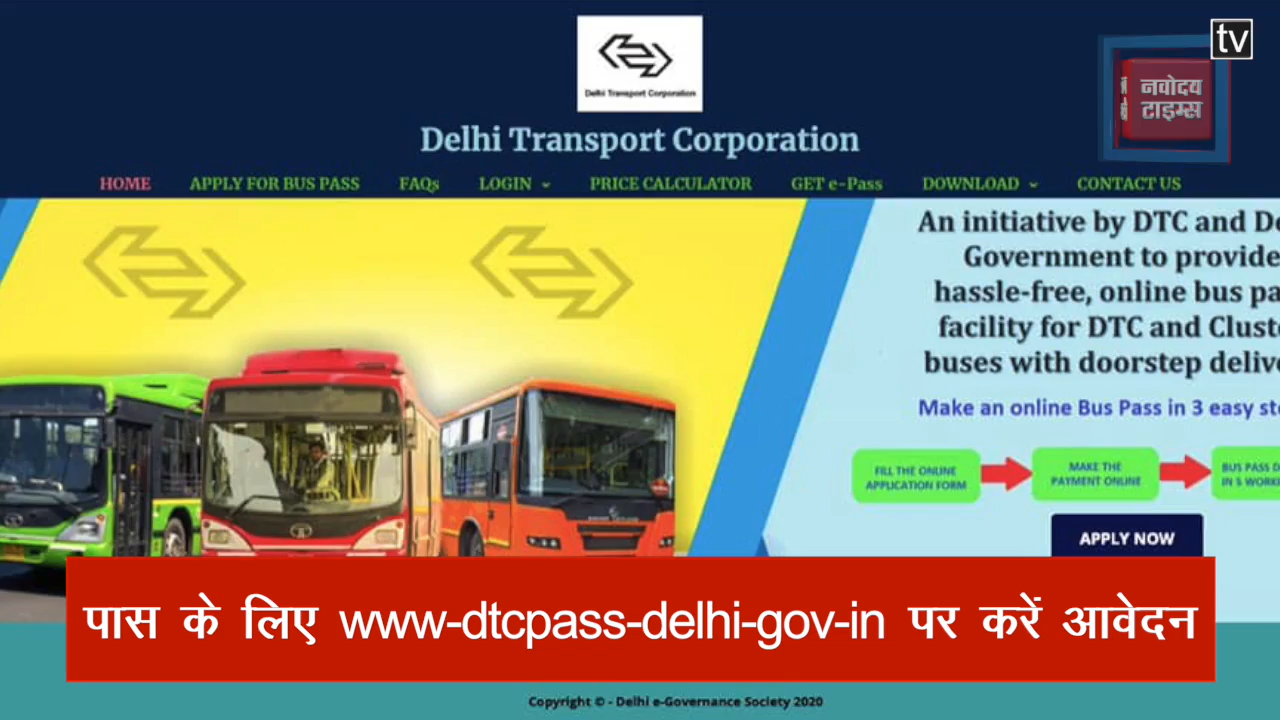 tv
नवोदय
टाइम्स
Delhi Transport Corporation
Delhi Transport Corporation
HOME APPLY FOR BUS PASS FAQs LOGIN PRICE CALCULATOR GET e-Pass DOWNLOAD CONTACT US
An initiative by DTC and De
Government to provide
hassle-free, online bus pa
facility for DTC and Cluste
buses with doorstep delive
Make an online Bus Pass in 3 easy ste
FILL THE ONLINE
APPLICATION FORM
MAKE THE
PAYMENT ONLINE
BUS PASS D
IN 5 WORKI
APPLY NOW
पास के लिए www-dtcpass-delhi-gov-in पर करें आवेदन
Copyright © - Delhi e-Governance Society 2020